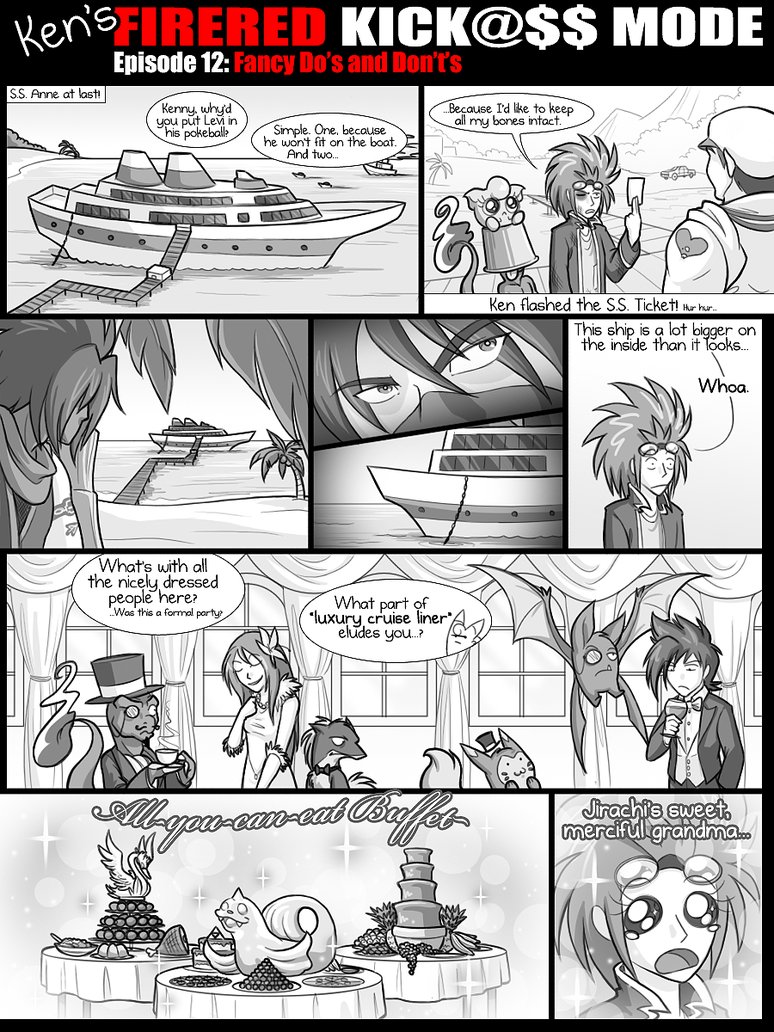 Ken's FIRERED KICK@$$ MODE
Episode 12: Fancy Do's and Don't's
S.S. Anne at last!
Kenny, why'd
you put Levi in
his pokeball?
Simple. One, because
he won't fit on the boat.
And two...
...Because I'd like to keep
all my bones intact.
Ken flashed the S.S. Ticket! Hur hur...
This ship is a lot bigger on
the inside than it looks...
Whoa.
What's with all
the nicely dressed
people here?
...Was this a formal party?
What part of
"luxury cruise liner"
eludes you...?
All-you-can-eat Buffet
Jirachi's sweet,
merciful grandma...